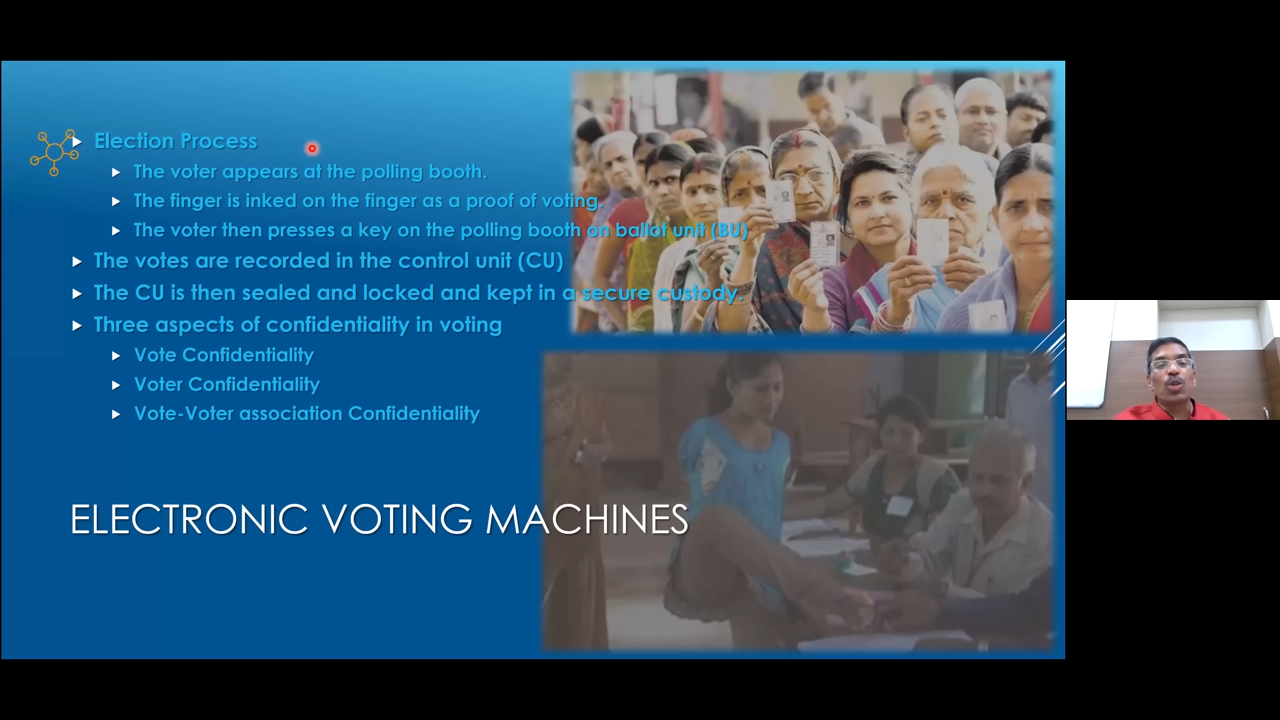 Election Process
The voter appears at the polling booth.
The finger is inked on the finger as a proof of voting.
The voter then presses a key on the polling booth on ballot unit (BU)
The votes are recorded in the control unit (CU)
The CU is then sealed and locked and kept in a secure custody.
Three aspects of confidentiality in voting
Vote Confidentiality
Voter Confidentiality
Vote-Voter association Confidentiality
ELECTRONIC VOTING MACHINES